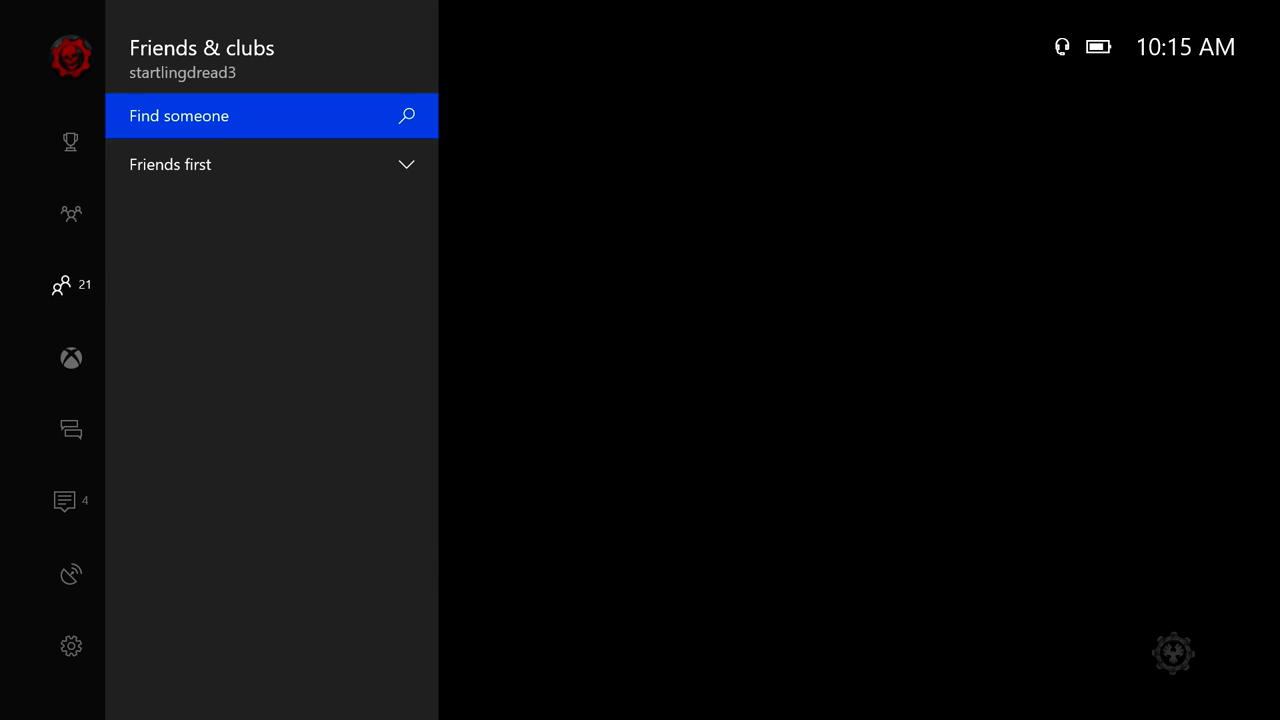 Friends & clubs
startlingdread3
Find someone
Friends first
21
4
10:15 AM